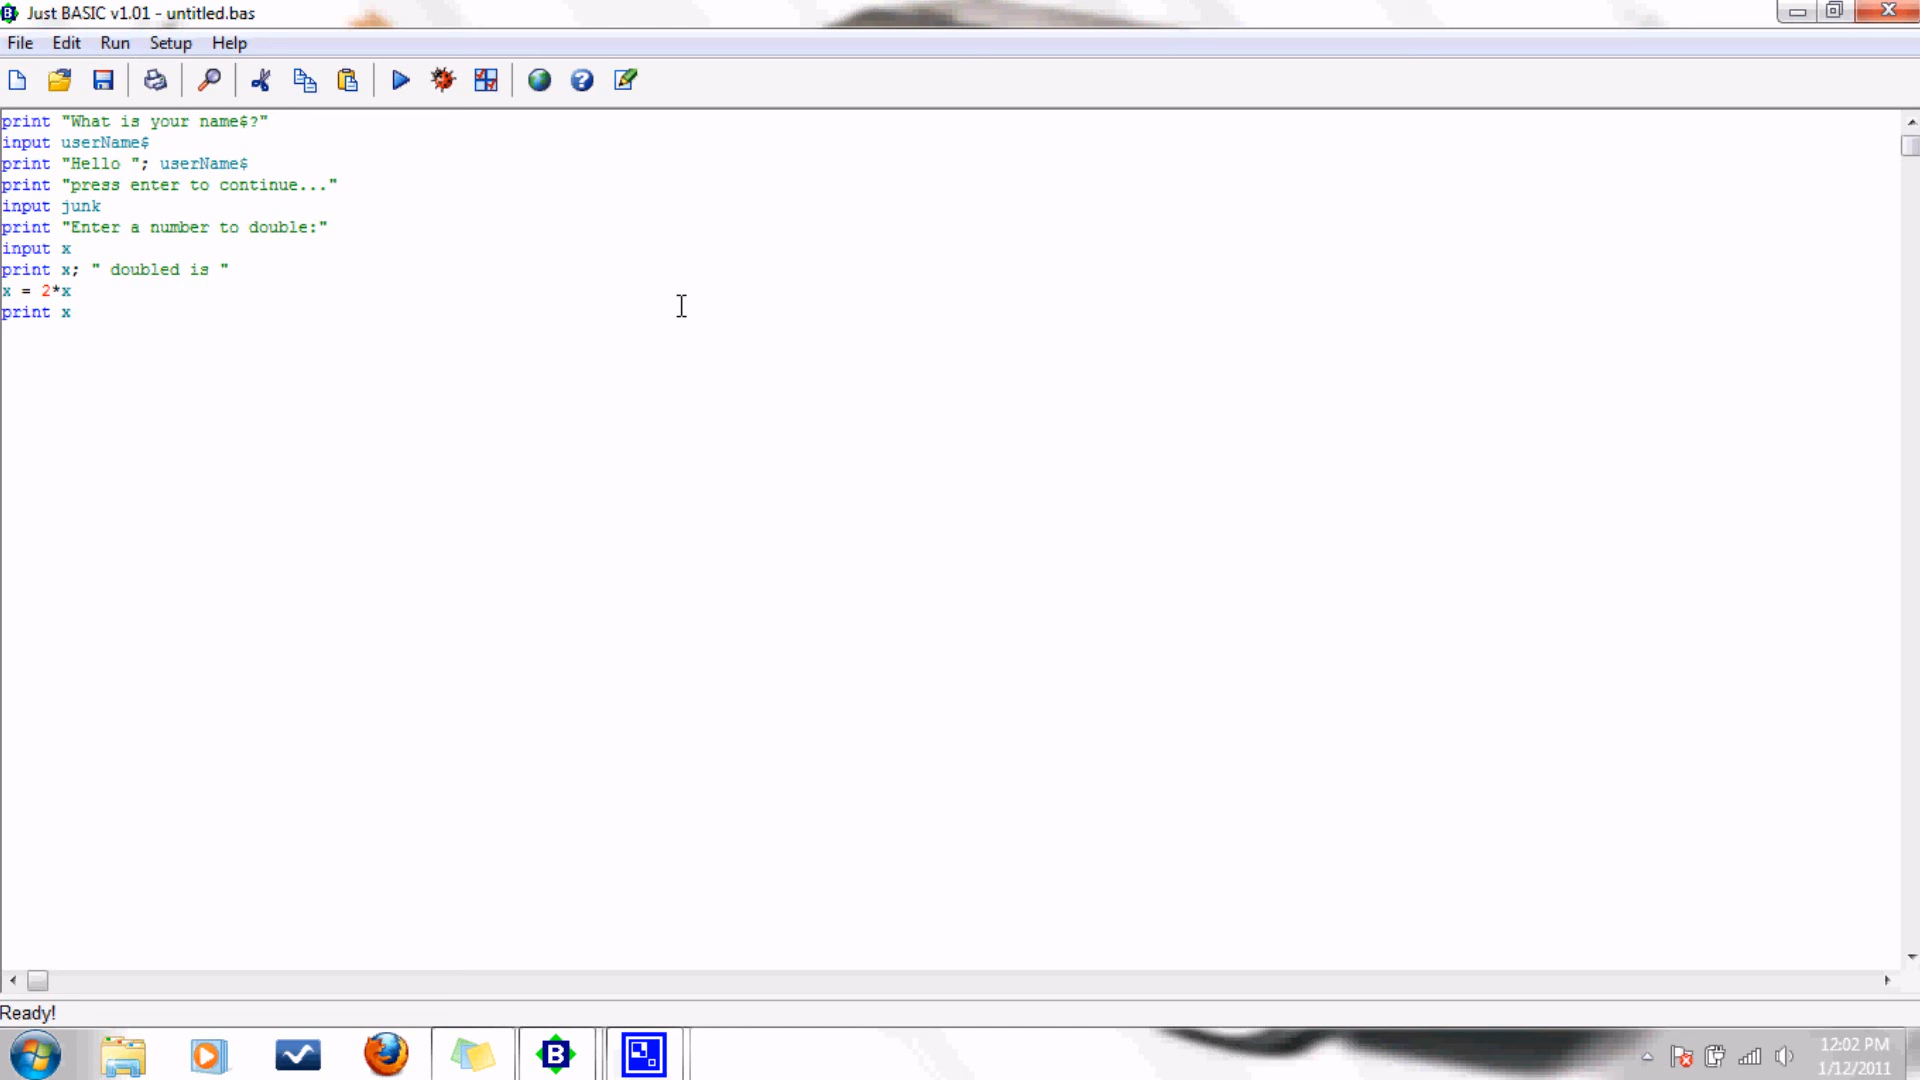 Just BASIC v1.01 - untitled.bas
File Edit Run Setup Help
print "What is your name$?"
input userName$
print "Hello "; userName$
print "press enter to continue..."
input junk
print "Enter a number to double:"
input x
print x; " doubled is "
x = 2*x
print x
Ready!
12:02 PM
1/12/2011